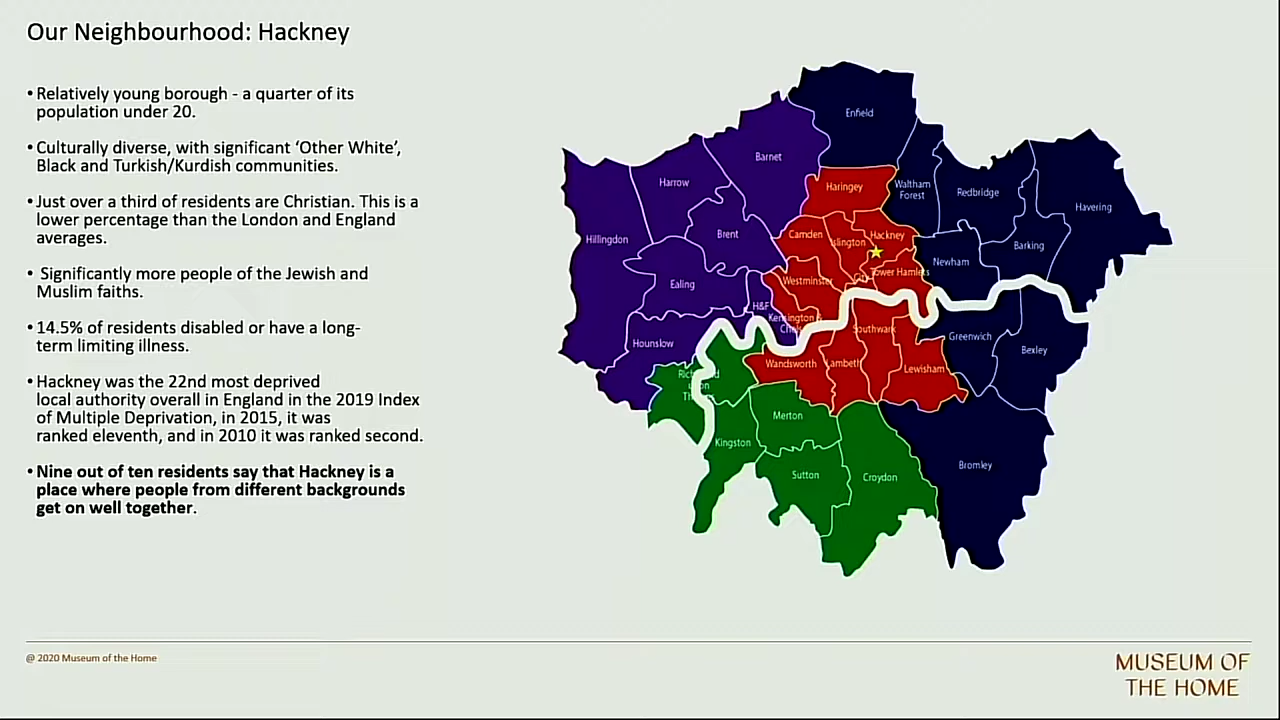 Our Neighbourhood: Hackney
• Relatively young borough - a quarter of its
population under 20.
• Culturally diverse, with significant ‘Other White’,
Black and Turkish/Kurdish communities.
• Just over a third of residents are Christian. This is a
lower percentage than the London and England
averages.
• Significantly more people of the Jewish and
Muslim faiths.
• 14.5% of residents disabled or have a long-
term limiting illness.
• Hackney was the 22nd most deprived
local authority overall in England in the 2019 Index
of Multiple Deprivation, in 2015, it was
ranked eleventh, and in 2010 it was ranked second.
• Nine out of ten residents say that Hackney is a
place where people from different backgrounds
get on well together.
Enfield
Barnet
Harrow
Haringey
Waltham
Forest
Redbridge
Havering
Hillingdon
Brent
Camden
Islington
Hackney
Barking
Newham
Ealing
Westminster
City
Tower Hamlets
H&F
Kensington &
Hounslow
Southwark
Greenwich
Bexley
Wandsworth
Lambeth
Lewisham
upon
Merton
Kingston
Sutton
Croydon
Bromley
@ 2020 Museum of the Home
MUSEUM OF
THE HOME